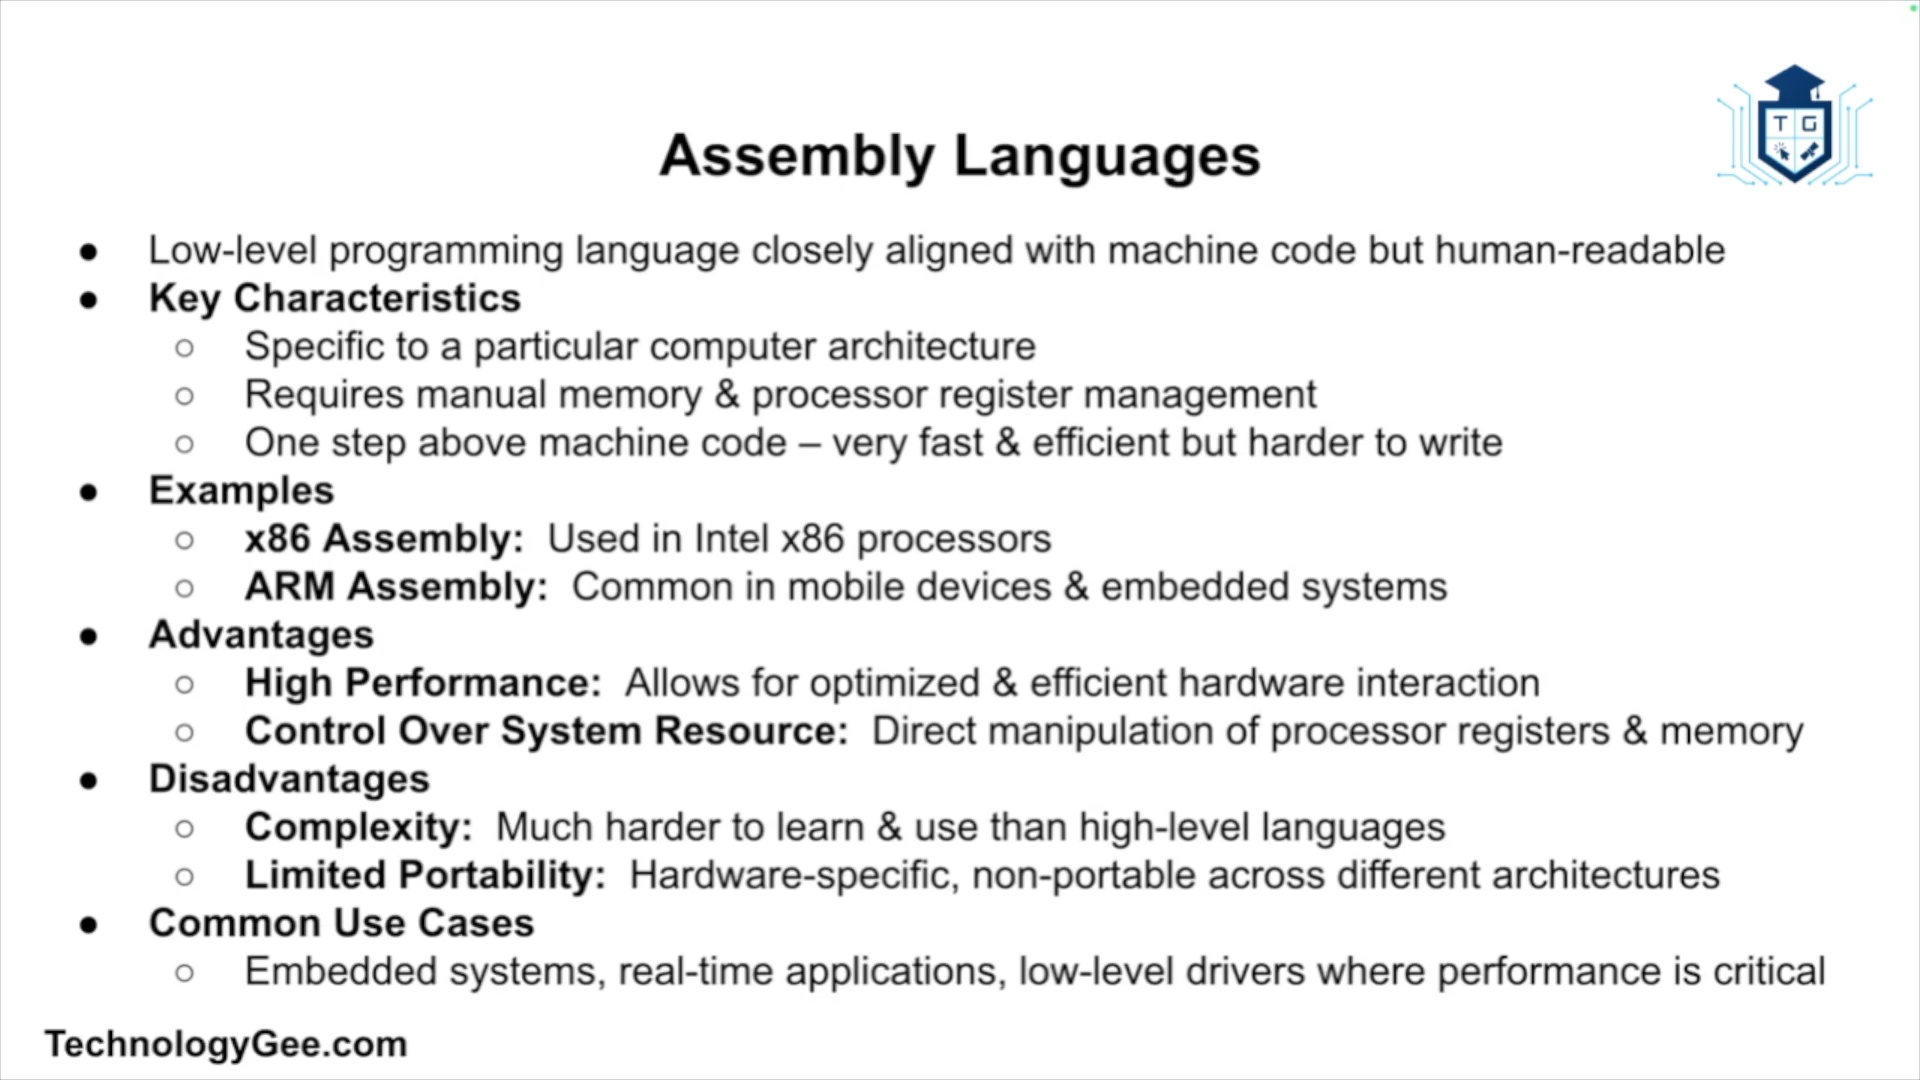 T G
Assembly Languages
● Low-level programming language closely aligned with machine code but human-readable
● Key Characteristics
○ Specific to a particular computer architecture
○ Requires manual memory & processor register management
○ One step above machine code – very fast & efficient but harder to write
● Examples
○ x86 Assembly: Used in Intel x86 processors
○ ARM Assembly: Common in mobile devices & embedded systems
● Advantages
○ High Performance: Allows for optimized & efficient hardware interaction
○ Control Over System Resource: Direct manipulation of processor registers & memory
● Disadvantages
○ Complexity: Much harder to learn & use than high-level languages
○ Limited Portability: Hardware-specific, non-portable across different architectures
● Common Use Cases
○ Embedded systems, real-time applications, low-level drivers where performance is critical
TechnologyGee.com